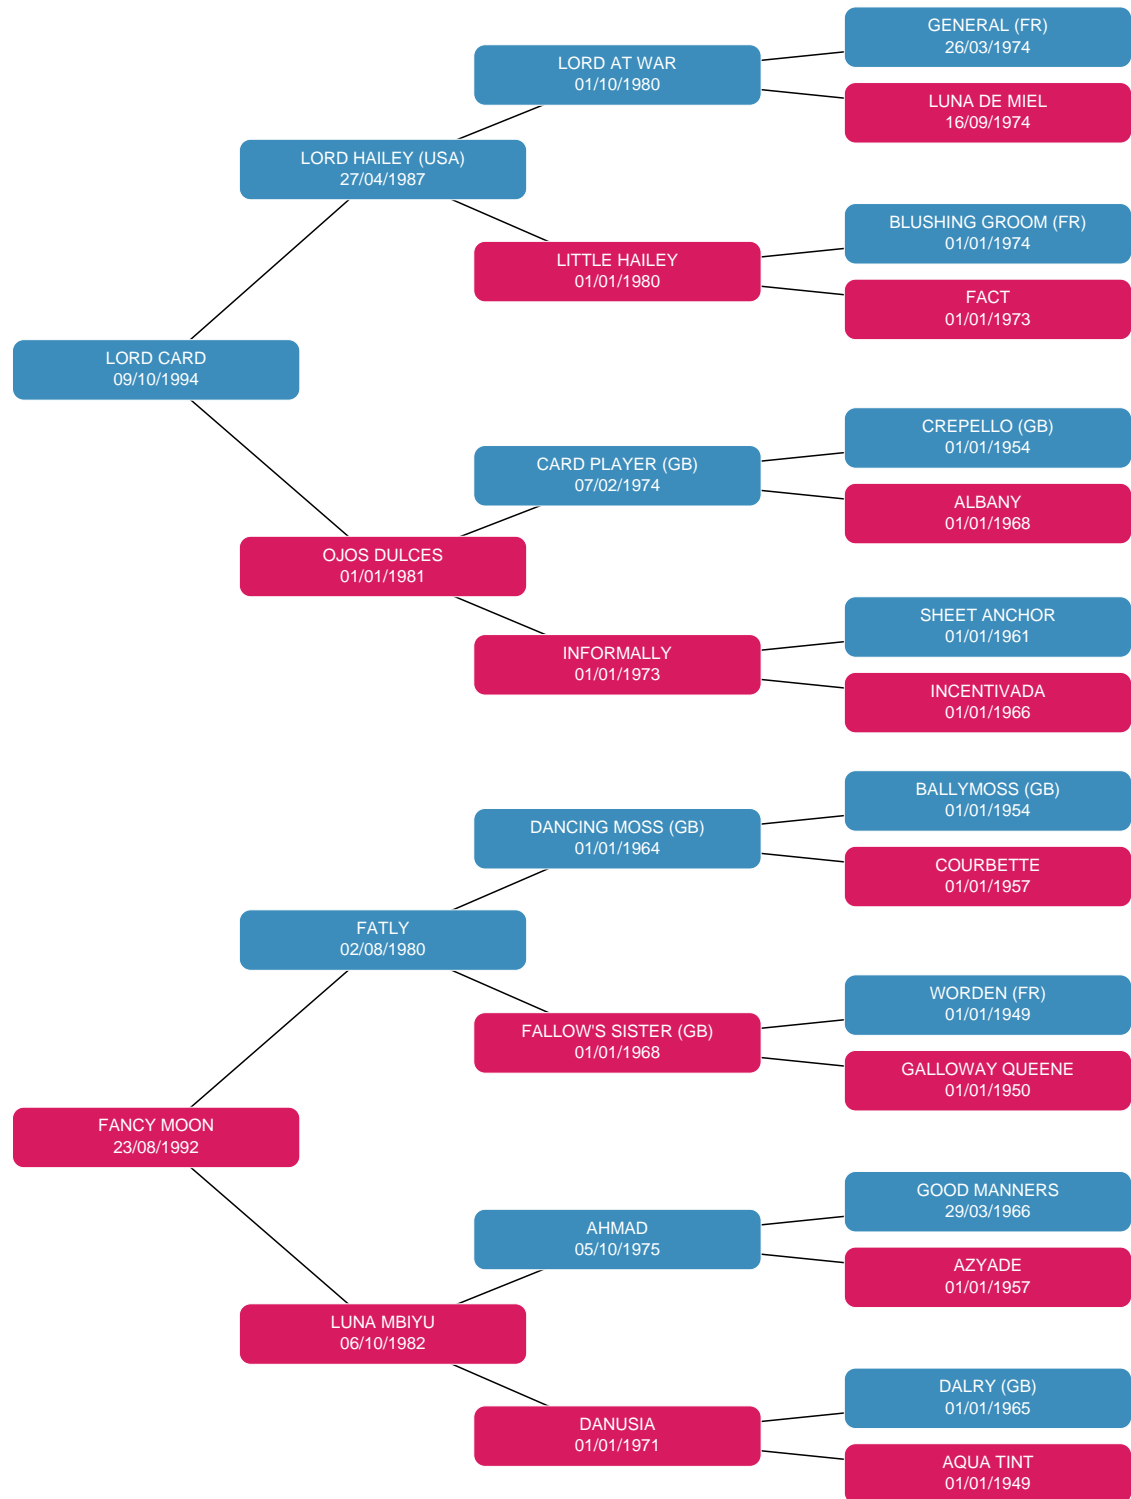 GENERAL (FR)
26/03/1974
LORD AT WAR
01/10/1980
LUNA DE MIEL
16/09/1974
LORD HAILEY (USA)
27/04/1987
BLUSHING GROOM (FR)
01/01/1974
LITTLE HAILEY
01/01/1980
FACT
01/01/1973
LORD CARD
09/10/1994
CREPELLO (GB)
01/01/1954
CARD PLAYER (GB)
07/02/1974
ALBANY
01/01/1968
OJOS DULCES
01/01/1981
SHEET ANCHOR
01/01/1961
INFORMALLY
01/01/1973
INCENTIVADA
01/01/1966
BALLYMOSS (GB)
01/01/1954
DANCING MOSS (GB)
01/01/1964
COURBETTE
01/01/1957
FATLY
02/08/1980
WORDEN (FR)
01/01/1949
FALLOW'S SISTER (GB)
01/01/1968
GALLOWAY QUEENE
01/01/1950
FANCY MOON
23/08/1992
GOOD MANNERS
29/03/1966
AHMAD
05/10/1975
AZYADE
01/01/1957
LUNA MBIYU
06/10/1982
DALRY (GB)
01/01/1965
DANUSIA
01/01/1971
AQUA TINT
01/01/1949